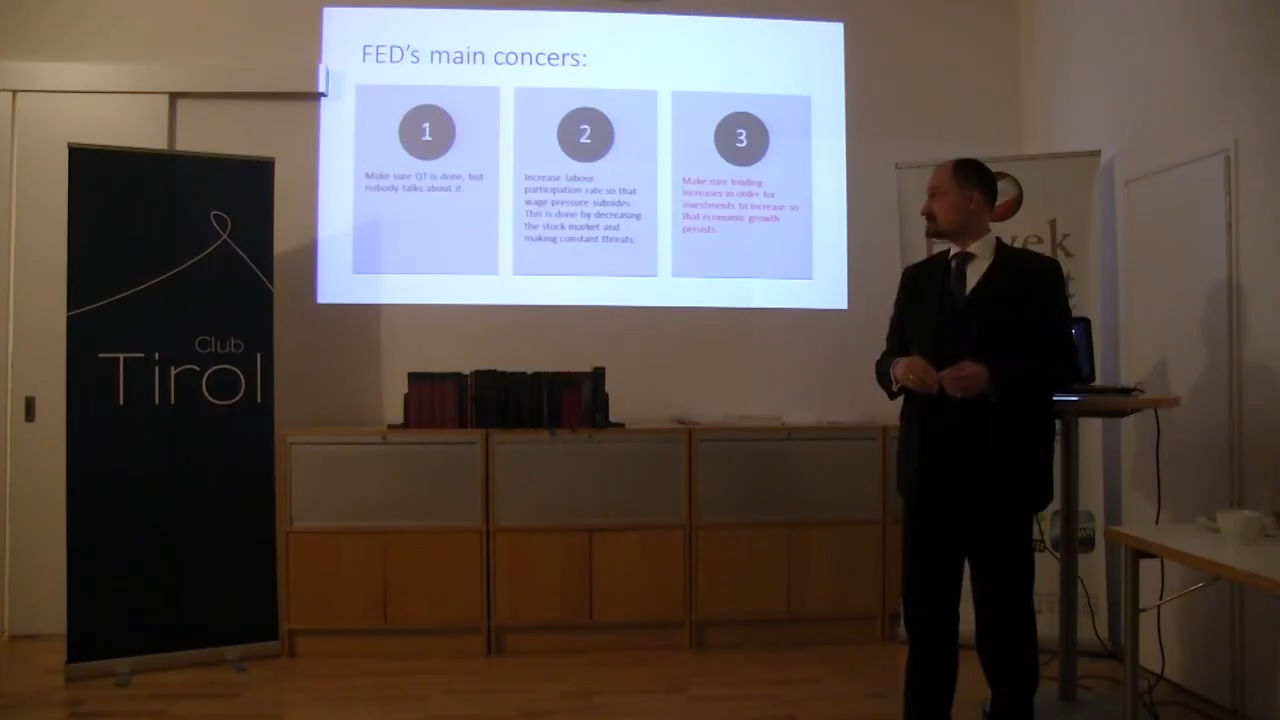 FED's main concers:
1
Make sure QT is done, but
nobody talks about it.
2
Increase labour
participation rate so that
wage pressure subsides.
This is done by decreasing
the stock market and
making constant threats.
3
Make sure lending
increases in order for
investments to increase so
that economic growth
persists.
Club
Tirol